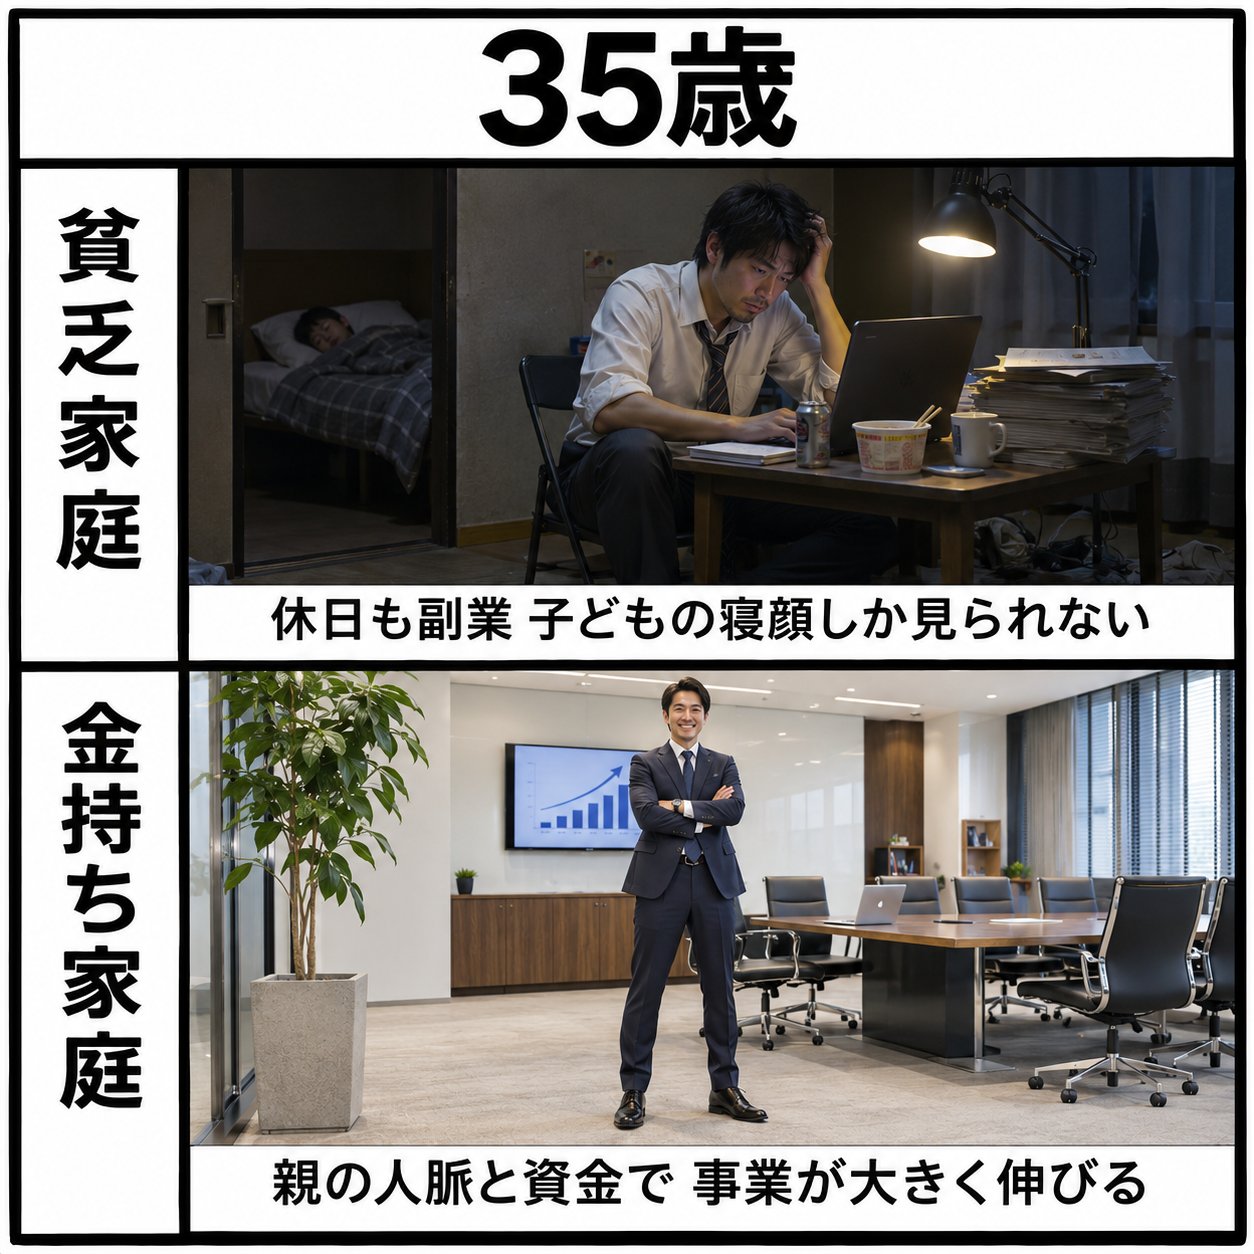 35歳
貧乏家庭
休日も副業 子どもの寝顔しか見られない
金持ち家庭
親の人脈と資金で 事業が大きく伸びる